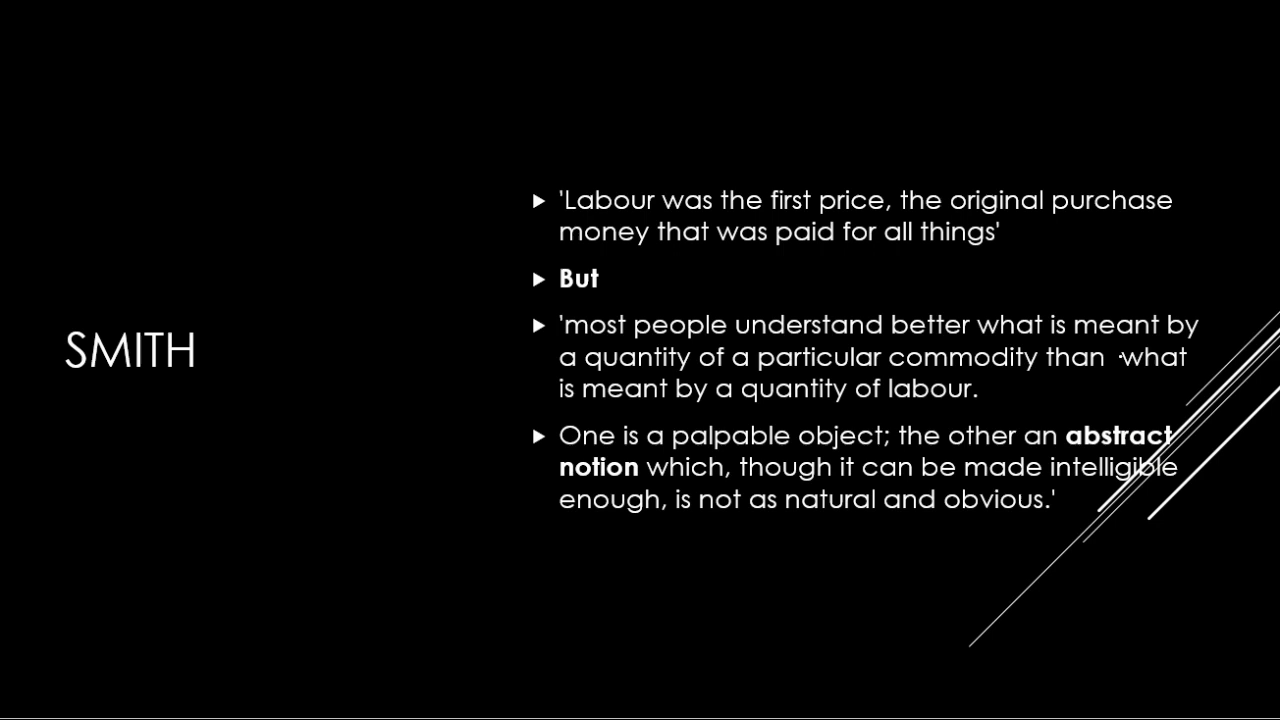 SMITH
'Labour was the first price, the original purchase
money that was paid for all things'
But
'most people understand better what is meant by
a quantity of a particular commodity than what
is meant by a quantity of labour.
One is a palpable object; the other an abstract
notion which, though it can be made intelligible
enough, is not as natural and obvious.'